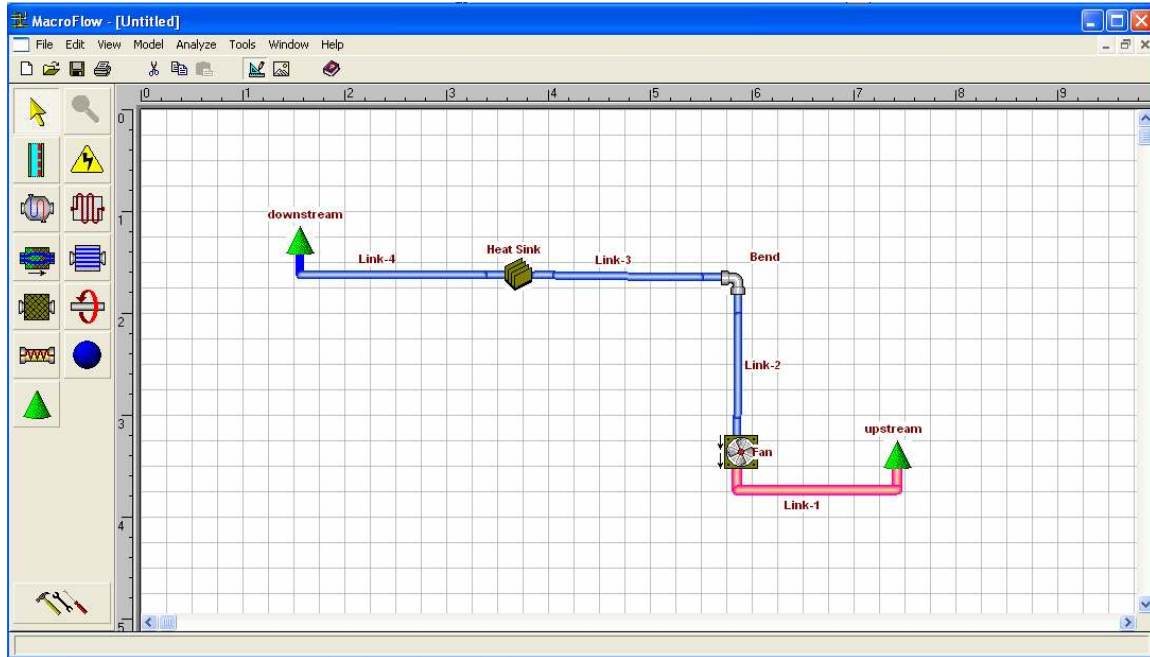 MacroFlow - [Untitled]
File Edit View Model Analyze Tools Window Help
0 1 2 3 4 5 6 7 8 9
0
1
2
3
4
5
downstream
Link-4
Heat Sink
Link-3
Bend
Link-2
Fan
upstream
Link-1